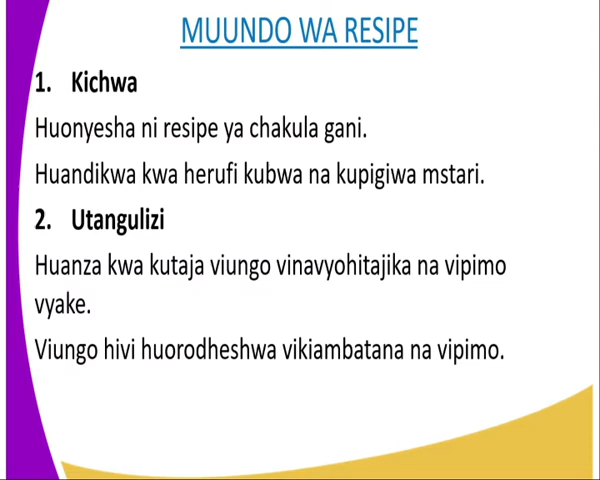 MUUNDO WA RESIPE
1. Kichwa
Huonyesha ni resipe ya chakula gani.
Huandikwa kwa herufi kubwa na kupigiwa mstari.
2. Utangulizi
Huanza kwa kutaja viungo vinavyohitajika na vipimo
vyake.
Viungo hivi huorodheshwa vikiambatana na vipimo.